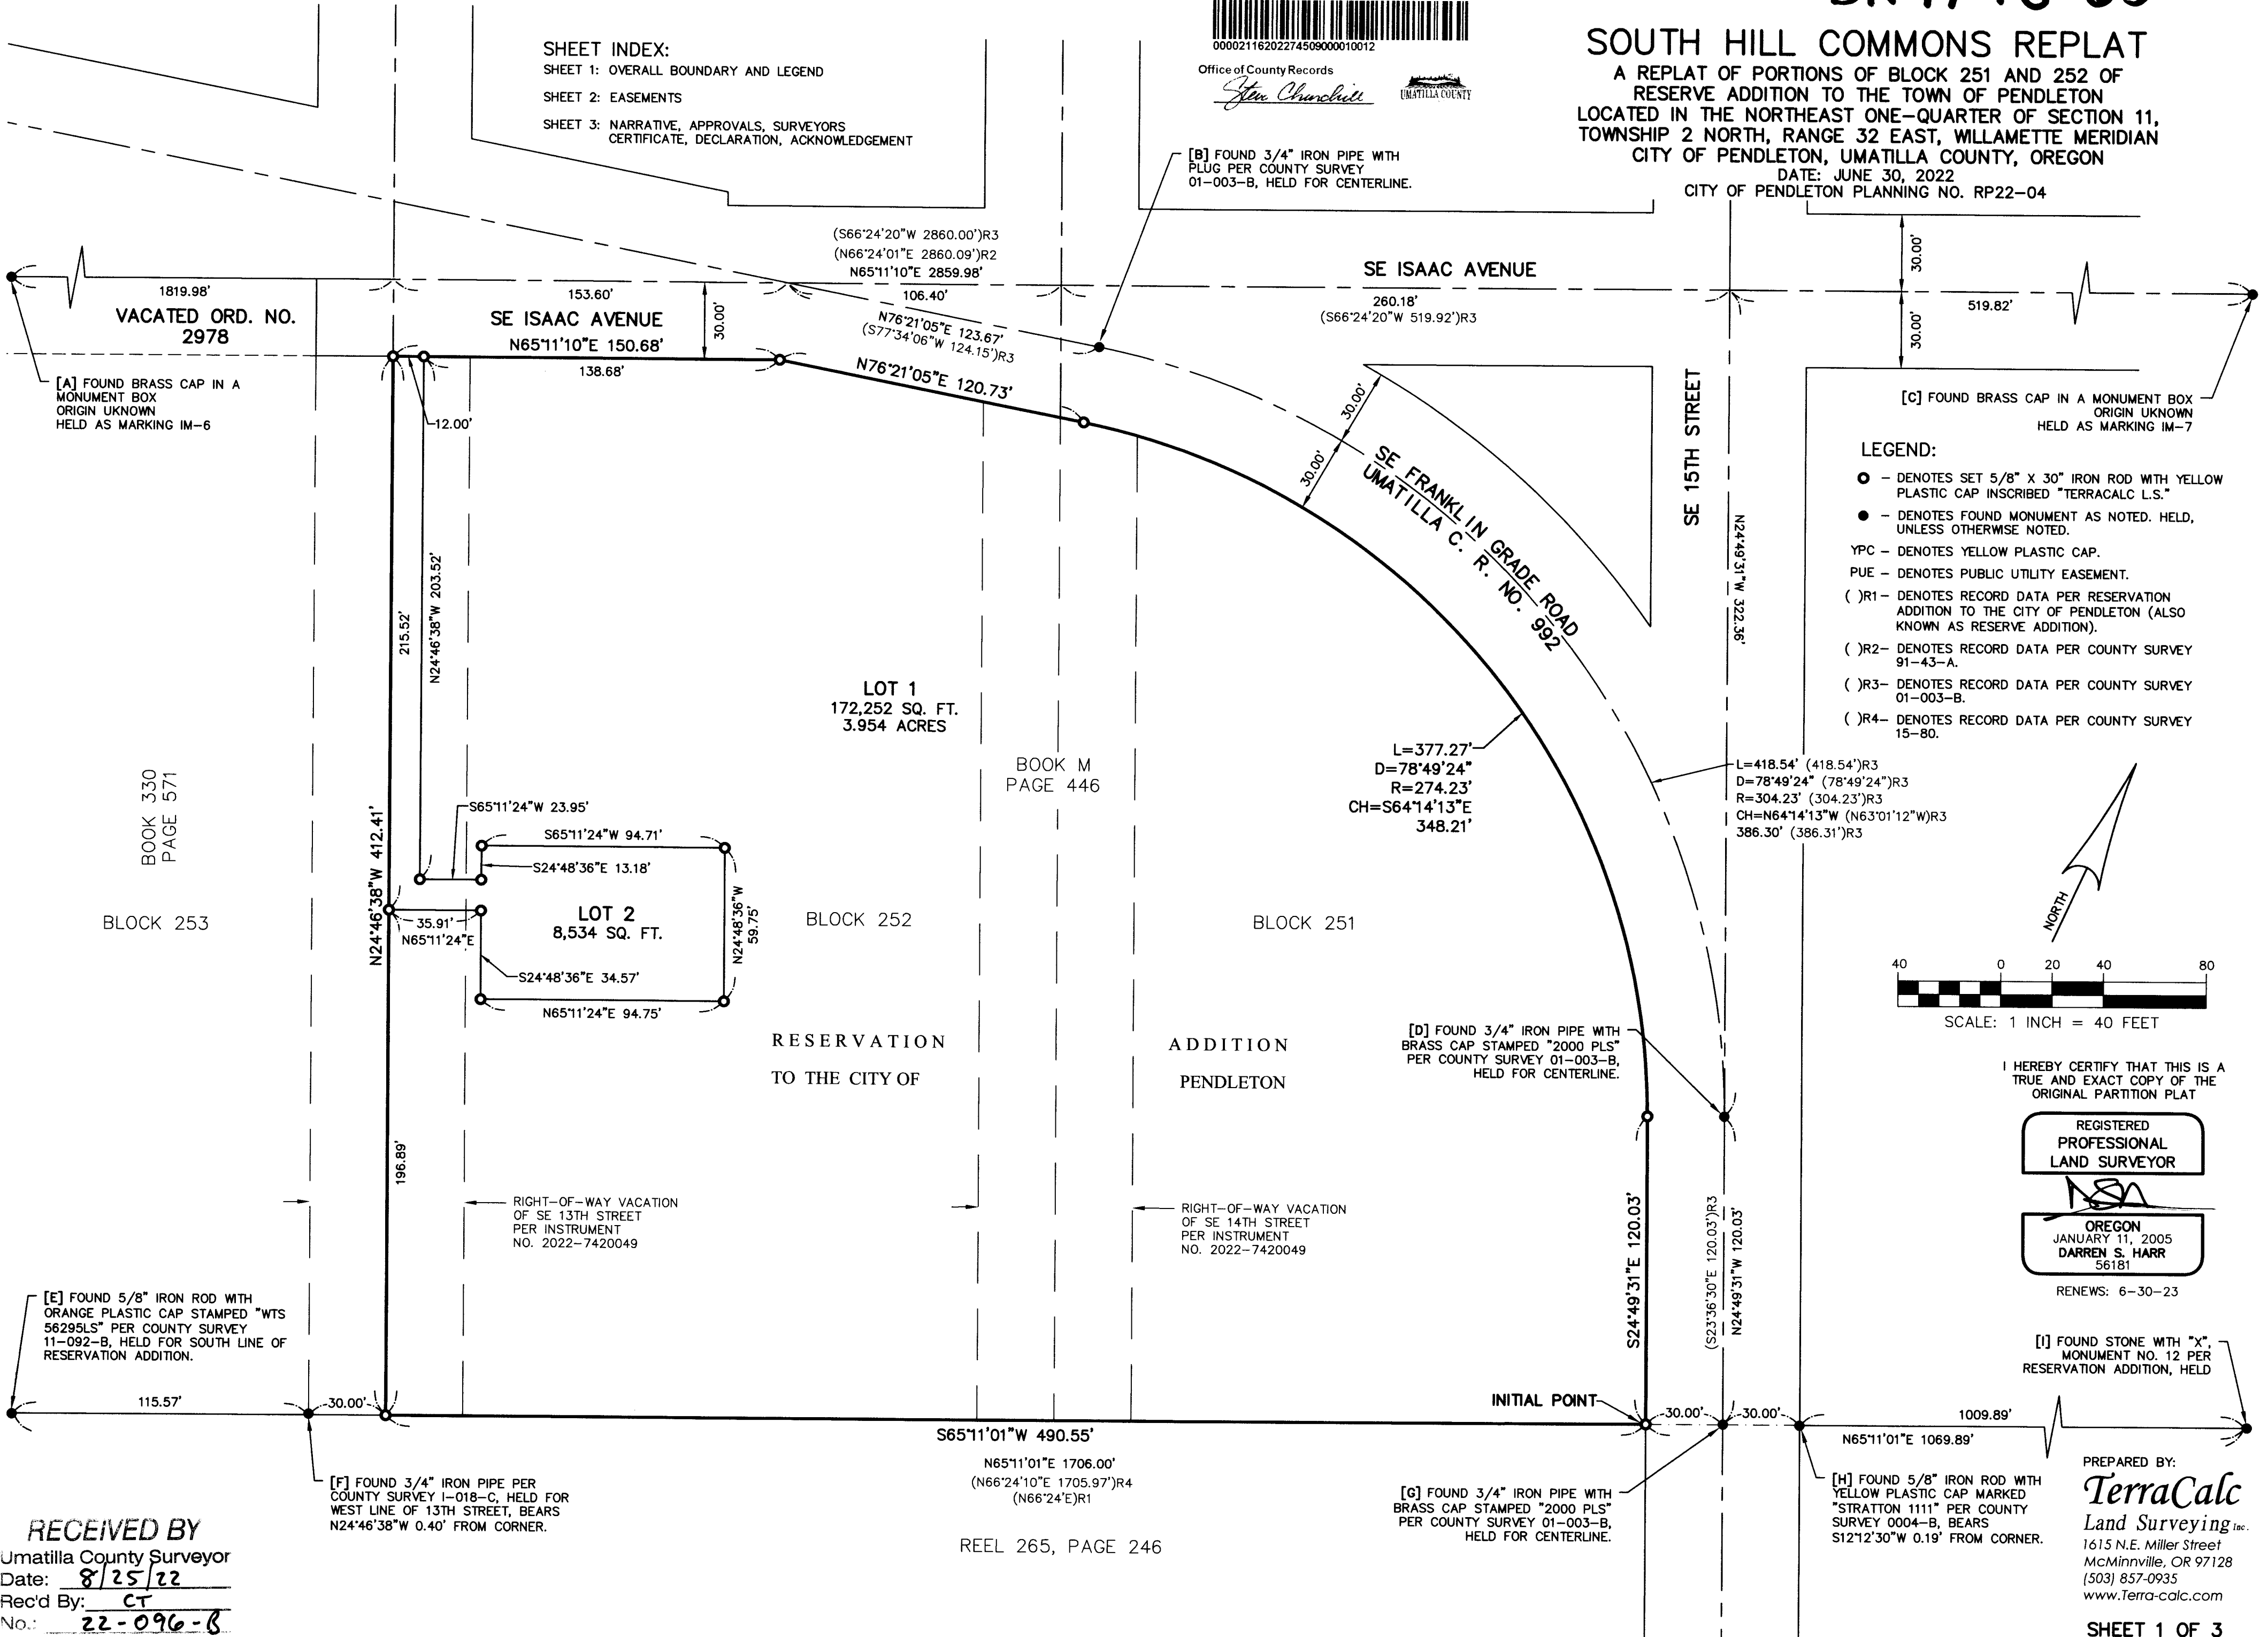 SHEET INDEX:
SHEET 1: OVERALL BOUNDARY AND LEGEND
SHEET 2: EASEMENTS
SHEET 3: NARRATIVE, APPROVALS, SURVEYORS
CERTIFICATE, DECLARATION, ACKNOWLEDGEMENT
00002116202274509000010012
Office of County Records
Steve Churchill
UMATILLA COUNTY
SOUTH HILL COMMONS REPLAT
A REPLAT OF PORTIONS OF BLOCK 251 AND 252 OF
RESERVE ADDITION TO THE TOWN OF PENDLETON
LOCATED IN THE NORTHEAST ONE-QUARTER OF SECTION 11,
TOWNSHIP 2 NORTH, RANGE 32 EAST, WILLAMETTE MERIDIAN
CITY OF PENDLETON, UMATILLA COUNTY, OREGON
DATE: JUNE 30, 2022
CITY OF PENDLETON PLANNING NO. RP22-04
[B] FOUND 3/4" IRON PIPE WITH
PLUG PER COUNTY SURVEY
01-003-B, HELD FOR CENTERLINE.
(S66°24'20"W 2860.00')R3
(N66°24'01"E 2860.09')R2
N65°11'10"E 2859.98'
SE ISAAC AVENUE
30.00'
30.00'
1819.98'
153.60'
106.40'
260.18'
(S66°24'20"W 519.92')R3
519.82'
VACATED ORD. NO.
2978
SE ISAAC AVENUE
N65°11'10"E 150.68'
30.00'
138.68'
12.00'
N76°21'05"E 123.67'
(S77°34'06"W 124.15')R3
N76°21'05"E 120.73'
[A] FOUND BRASS CAP IN A
MONUMENT BOX
ORIGIN UKNOWN
HELD AS MARKING IM-6
[C] FOUND BRASS CAP IN A MONUMENT BOX
ORIGIN UKNOWN
HELD AS MARKING IM-7
30.00'
30.00'
SE FRANKLIN GRADE ROAD
UMATILLA C. R. NO. 992
SE 15TH STREET
N24°49'31"W 322.36'
LEGEND:
- DENOTES SET 5/8" X 30" IRON ROD WITH YELLOW
PLASTIC CAP INSCRIBED "TERRACALC L.S."
- DENOTES FOUND MONUMENT AS NOTED. HELD,
UNLESS OTHERWISE NOTED.
YPC - DENOTES YELLOW PLASTIC CAP.
PUE - DENOTES PUBLIC UTILITY EASEMENT.
( )R1- DENOTES RECORD DATA PER RESERVATION
ADDITION TO THE CITY OF PENDLETON (ALSO
KNOWN AS RESERVE ADDITION).
( )R2- DENOTES RECORD DATA PER COUNTY SURVEY
91-43-A.
( )R3- DENOTES RECORD DATA PER COUNTY SURVEY
01-003-B.
( )R4- DENOTES RECORD DATA PER COUNTY SURVEY
15-80.
215.52'
N24°46'38"W 203.52'
LOT 1
172,252 SQ. FT.
3.954 ACRES
BOOK M
PAGE 446
L=377.27'
D=78°49'24"
R=274.23'
CH=S64°14'13"E
348.21'
L=418.54' (418.54')R3
D=78°49'24" (78°49'24")R3
R=304.23' (304.23')R3
CH=N64°14'13"W (N63°01'12"W)R3
386.30' (386.31')R3
BOOK 330
PAGE 571
N24°46'38"W 412.41'
S65°11'24"W 23.95'
S65°11'24"W 94.71'
S24°48'36"E 13.18'
LOT 2
8,534 SQ. FT.
35.91'
N65°11'24"E
N24°48'36"W
59.75'
S24°48'36"E 34.57'
N65°11'24"E 94.75'
BLOCK 253
BLOCK 252
BLOCK 251
NORTH
40 0 20 40 80
SCALE: 1 INCH = 40 FEET
RESERVATION ADDITION
TO THE CITY OF PENDLETON
[D] FOUND 3/4" IRON PIPE WITH
BRASS CAP STAMPED "2000 PLS"
PER COUNTY SURVEY 01-003-B,
HELD FOR CENTERLINE.
I HEREBY CERTIFY THAT THIS IS A
TRUE AND EXACT COPY OF THE
ORIGINAL PARTITION PLAT
REGISTERED
PROFESSIONAL
LAND SURVEYOR
OREGON
JANUARY 11, 2005
DARREN S. HARR
56181
RENEWS: 6-30-23
196.89'
RIGHT-OF-WAY VACATION
OF SE 13TH STREET
PER INSTRUMENT
NO. 2022-7420049
RIGHT-OF-WAY VACATION
OF SE 14TH STREET
PER INSTRUMENT
NO. 2022-7420049
S24°49'31"E 120.03'
(S23°36'30"E 120.03')R3
N24°49'31"W 120.03'
[E] FOUND 5/8" IRON ROD WITH
ORANGE PLASTIC CAP STAMPED "WTS
56295LS" PER COUNTY SURVEY
11-092-B, HELD FOR SOUTH LINE OF
RESERVATION ADDITION.
[I] FOUND STONE WITH "X",
MONUMENT NO. 12 PER
RESERVATION ADDITION, HELD
115.57'
30.00'
INITIAL POINT
30.00'
30.00'
1009.89'
N65°11'01"E 1069.89'
S65°11'01"W 490.55'
N65°11'01"E 1706.00'
(N66°24'10"E 1705.97')R4
(N66°24'E)R1
REEL 265, PAGE 246
[F] FOUND 3/4" IRON PIPE PER
COUNTY SURVEY I-018-C, HELD FOR
WEST LINE OF 13TH STREET, BEARS
N24°46'38"W 0.40' FROM CORNER.
[G] FOUND 3/4" IRON PIPE WITH
BRASS CAP STAMPED "2000 PLS"
PER COUNTY SURVEY 01-003-B,
HELD FOR CENTERLINE.
[H] FOUND 5/8" IRON ROD WITH
YELLOW PLASTIC CAP MARKED
"STRATTON 1111" PER COUNTY
SURVEY 0004-B, BEARS
S12°12'30"W 0.19' FROM CORNER.
RECEIVED BY
Umatilla County Surveyor
Date: 8/25/22
Rec'd By: CT
No.: 22-096-B
PREPARED BY:
TerraCalc
Land Surveying Inc.
1615 N.E. Miller Street
McMinnville, OR 97128
(503) 857-0935
www.Terra-calc.com
SHEET 1 OF 3